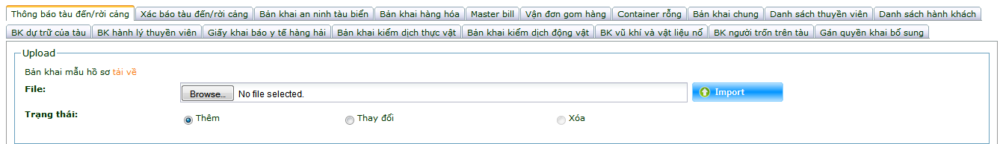 Thông báo tàu đến/rời cảng Xác báo tàu đến/rời cảng Bản khai an ninh tàu biển Bản khai hàng hóa Master bill Vận đơn gom hàng Container rỗng Bản khai chung Danh sách thuyền viên Danh sách hành khách
BK dự trữ của tàu BK hành lý thuyền viên Giấy khai báo y tế hàng hải Bản khai kiểm dịch thực vật Bản khai kiểm dịch động vật BK vũ khí và vật liệu nổ BK người trốn trên tàu Gán quyền khai bổ sung
Upload
Bản khai mẫu hồ sơ tải về
File: Browse... No file selected. Import
Trạng thái: Thêm Thay đổi Xóa